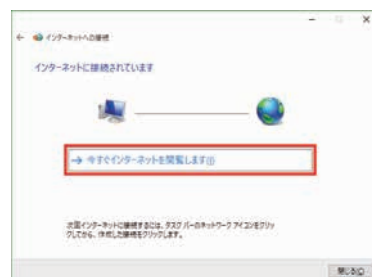 インターネットへの接続
インターネットに接続されています
→ 今すぐインターネットを閲覧します(I)
次回インターネットに接続するには、タスク バーのネットワーク アイコンをクリッ
クしてから、作成した接続をクリックします。
閉じる(C)